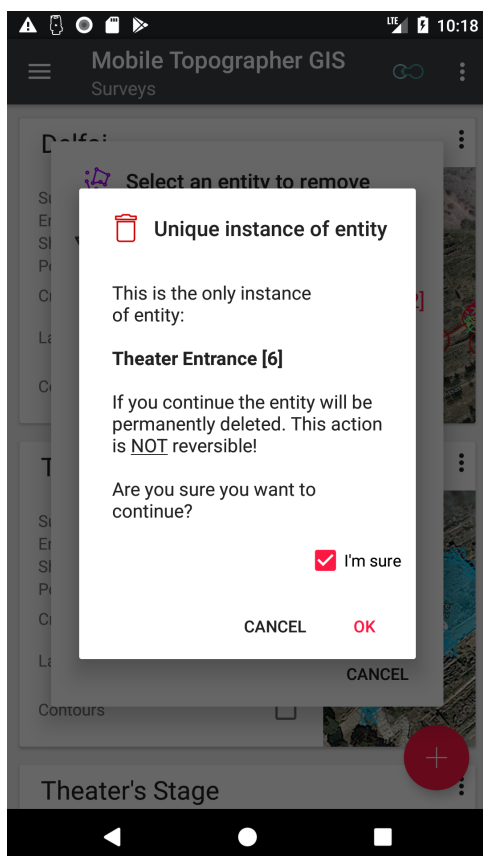 LTE 10:18
Mobile Topographer GIS
Surveys
Delfoi
Select an entity to remove
Unique instance of entity
This is the only instance
of entity:
Theater Entrance [6]
If you continue the entity will be
permanently deleted. This action
is NOT reversible!
Are you sure you want to
continue?
I'm sure
CANCEL OK
CANCEL
Contours
Theater's Stage